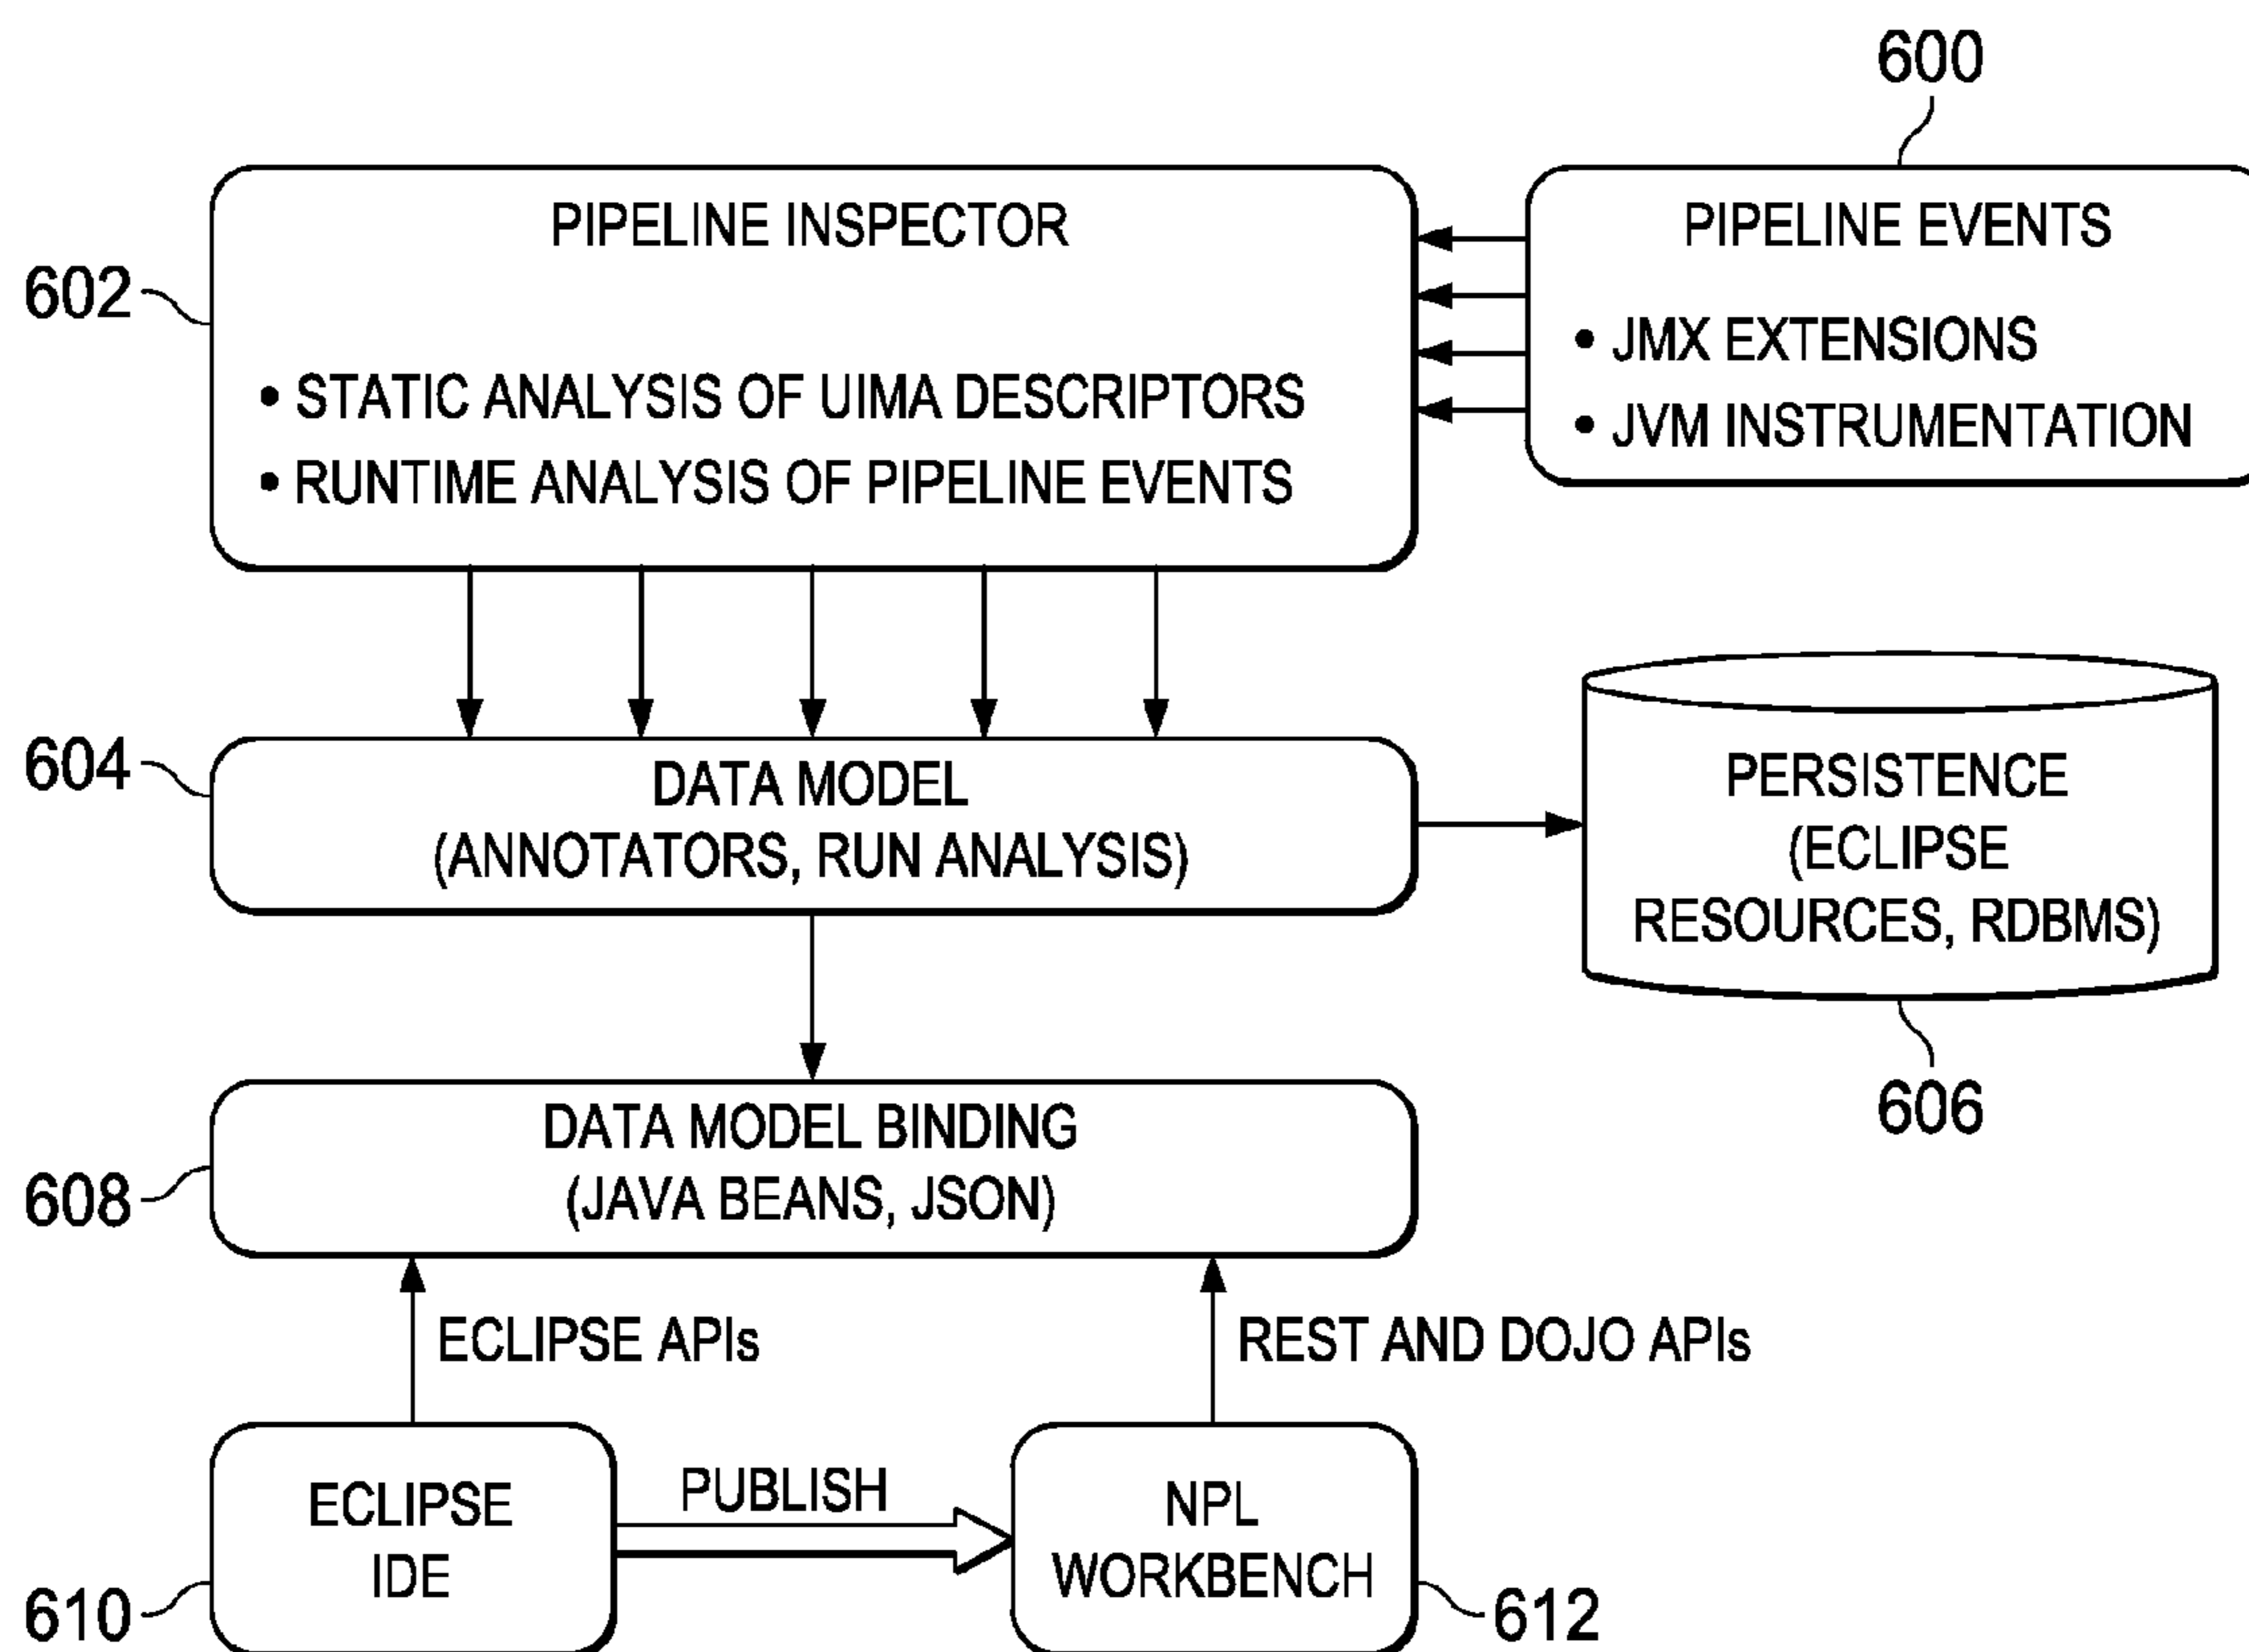 600
PIPELINE INSPECTOR
602
• STATIC ANALYSIS OF UIMA DESCRIPTORS
• RUNTIME ANALYSIS OF PIPELINE EVENTS
PIPELINE EVENTS
• JMX EXTENSIONS
• JVM INSTRUMENTATION
604
DATA MODEL
(ANNOTATORS, RUN ANALYSIS)
PERSISTENCE
(ECLIPSE
RESOURCES, RDBMS)
606
608
DATA MODEL BINDING
(JAVA BEANS, JSON)
ECLIPSE APIs
REST AND DOJO APIs
ECLIPSE
IDE
610
PUBLISH
NPL
WORKBENCH
612